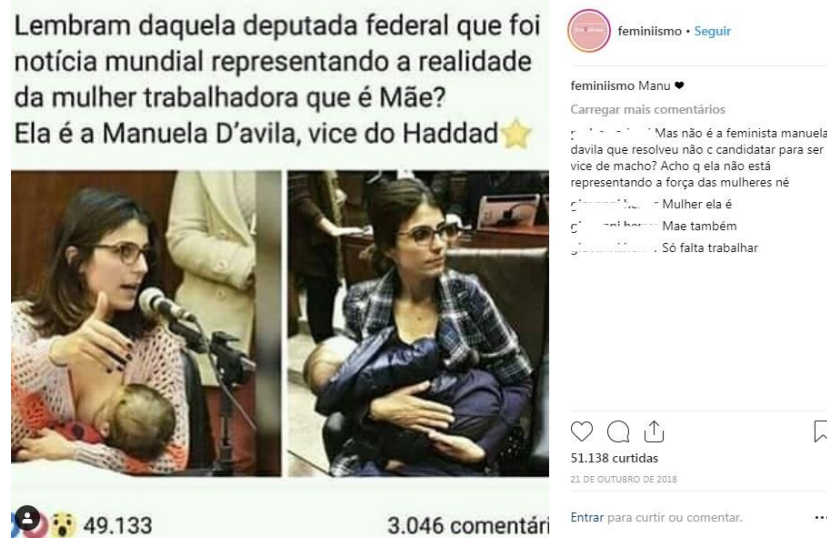 Lembram daquela deputada federal que foi
notícia mundial representando a realidade
da mulher trabalhadora que é Mãe?
Ela é a Manuela D'avila, vice do Haddad
49.133
3.046 comentári
feminiismo • Seguir
feminiismo Manu
Carregar mais comentários
Mas não é a feminista manuela
davila que resolveu não c candidatar para ser
vice de macho? Acho q ela não está
representando a força das mulheres né
Mulher ela é
Mae também
Só falta trabalhar
51.138 curtidas
21 DE OUTUBRO DE 2018
Entrar para curtir ou comentar.